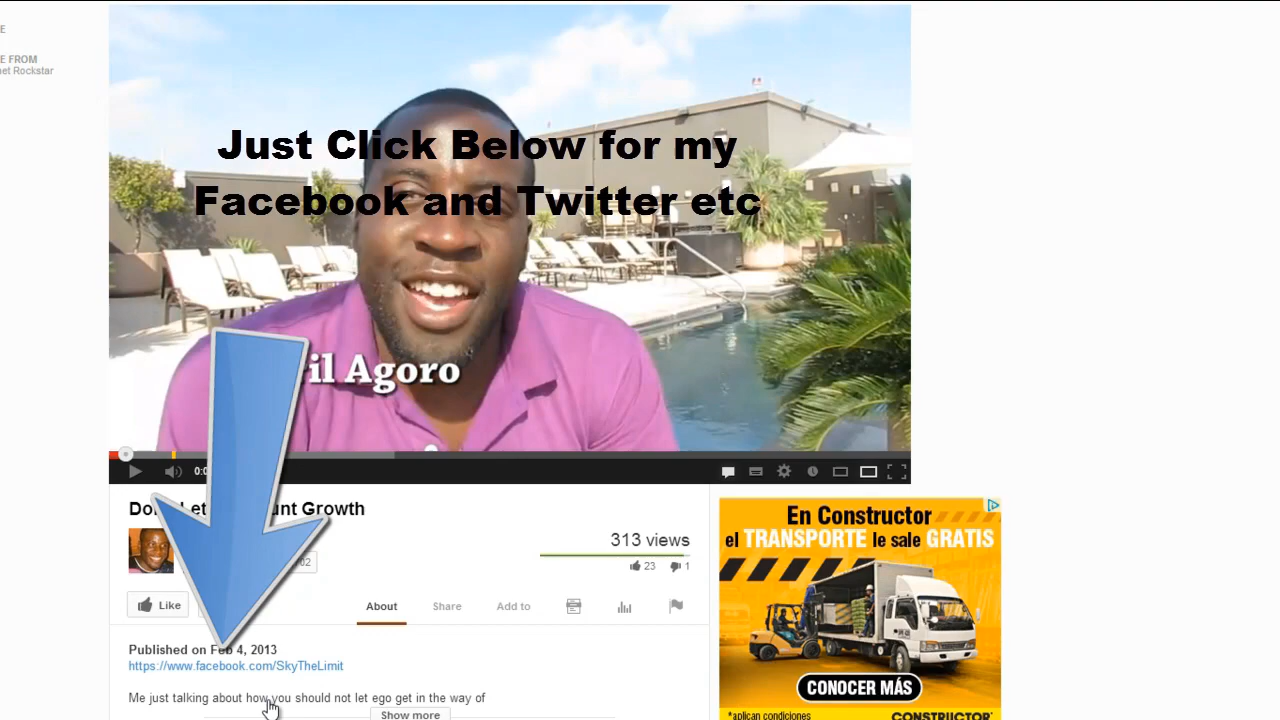 E
E FROM
net Rockstar
Just Click Below for my
Facebook and Twitter etc
il Agoro
Growth
313 views
02
23
1
Like
About
Share
Add to
Published on Feb 4, 2013
https://www.facebook.com/SkyTheLimit
Me just talking about how you should not let ego get in the way of
Show more
En Constructor
el TRANSPORTE le sale GRATIS
CONOCER MÁS
*aplican condiciones
CONSTRUCTOR